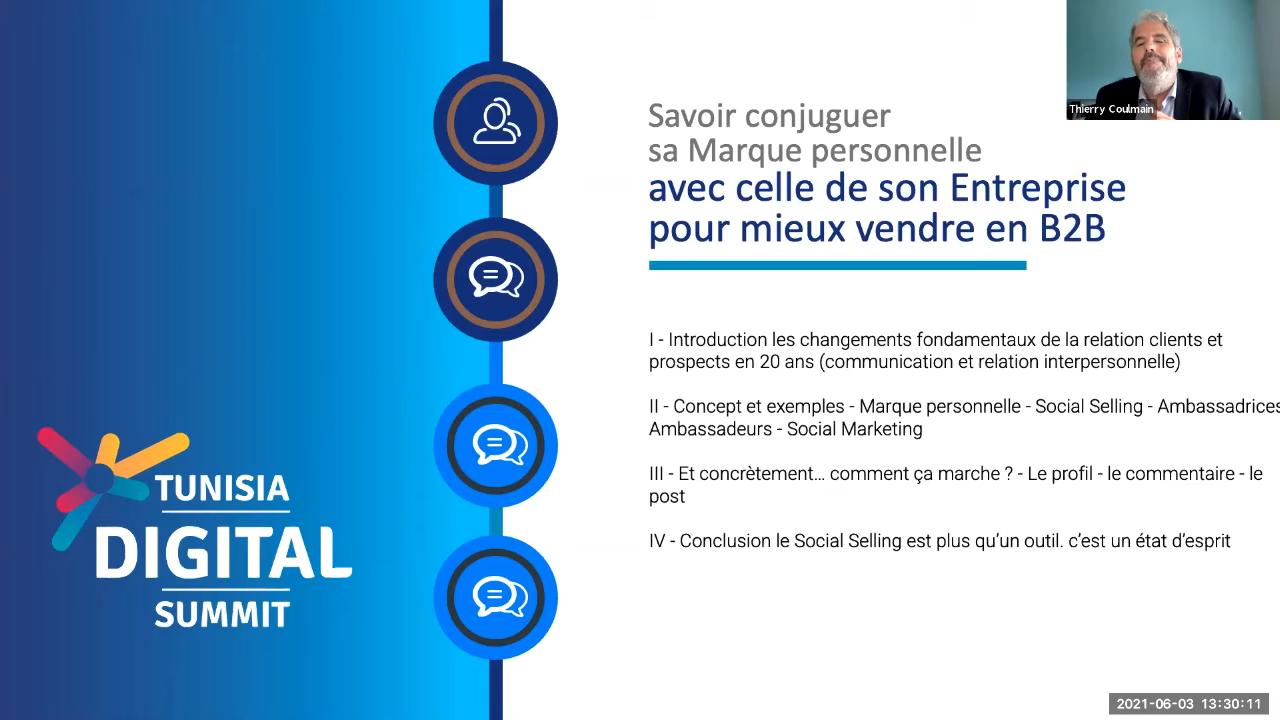 Thierry Coulmain
Savoir conjuguer
sa Marque personnelle
avec celle de son Entreprise
pour mieux vendre en B2B
I - Introduction les changements fondamentaux de la relation clients et
prospects en 20 ans (communication et relation interpersonnelle)
II - Concept et exemples - Marque personnelle - Social Selling - Ambassadrices
Ambassadeurs - Social Marketing
III - Et concrètement… comment ça marche ? - Le profil - le commentaire - le
post
IV - Conclusion le Social Selling est plus qu’un outil. c’est un état d’esprit
TUNISIA
DIGITAL
SUMMIT
2021-06-03 13:30:11